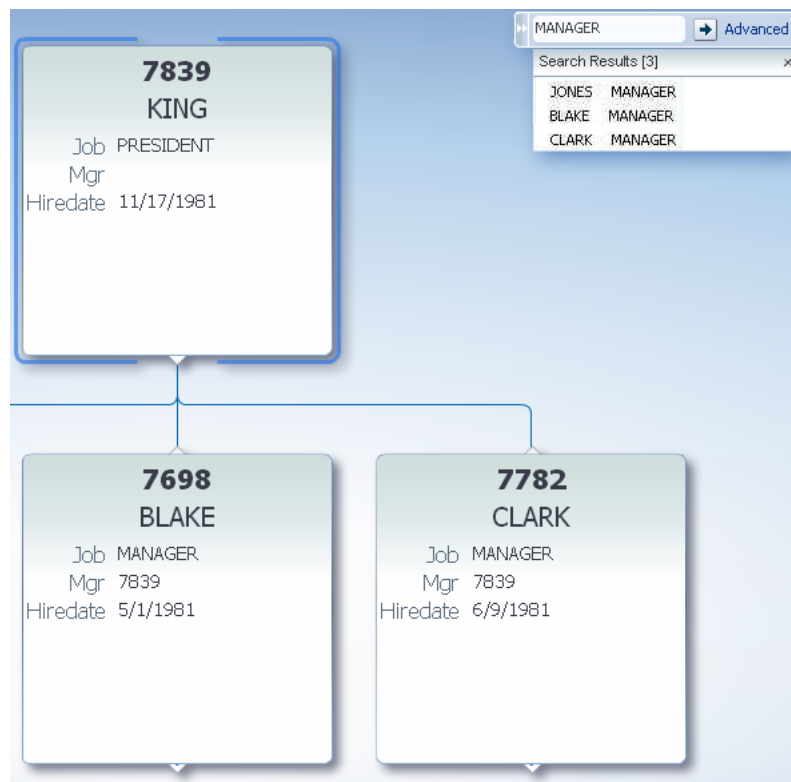 MANAGER
Advanced
Search Results [3]
JONES MANAGER
BLAKE MANAGER
CLARK MANAGER
7839
KING
Job PRESIDENT
Mgr
Hiredate 11/17/1981
7698
BLAKE
Job MANAGER
Mgr 7839
Hiredate 5/1/1981
7782
CLARK
Job MANAGER
Mgr 7839
Hiredate 6/9/1981